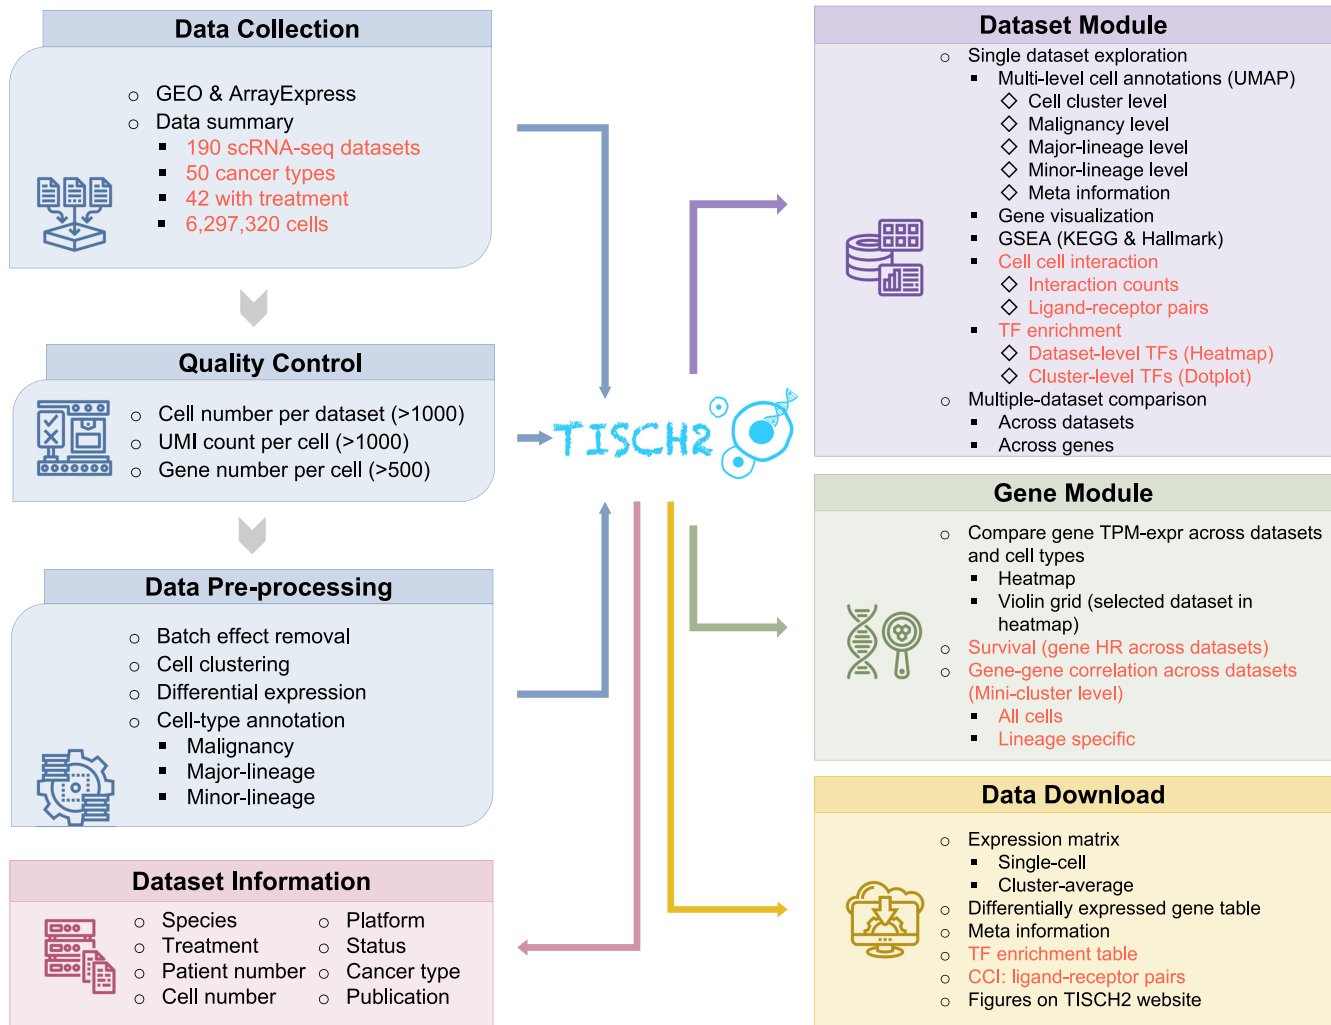 Data Collection
GEO & ArrayExpress
Data summary
190 scRNA-seq datasets
50 cancer types
42 with treatment
6,297,320 cells
Quality Control
Cell number per dataset (>1000)
UMI count per cell (>1000)
Gene number per cell (>500)
Data Pre-processing
Batch effect removal
Cell clustering
Differential expression
Cell-type annotation
Malignancy
Major-lineage
Minor-lineage
Dataset Information
Species
Treatment
Patient number
Cell number
Platform
Status
Cancer type
Publication
TISCH2
Dataset Module
Single dataset exploration
Multi-level cell annotations (UMAP)
Cell cluster level
Malignancy level
Major-lineage level
Minor-lineage level
Meta information
Gene visualization
GSEA (KEGG & Hallmark)
Cell cell interaction
Interaction counts
Ligand-receptor pairs
TF enrichment
Dataset-level TFs (Heatmap)
Cluster-level TFs (Dotplot)
Multiple-dataset comparison
Across datasets
Across genes
Gene Module
Compare gene TPM-expr across datasets
and cell types
Heatmap
Violin grid (selected dataset in
heatmap)
Survival (gene HR across datasets)
Gene-gene correlation across datasets
(Mini-cluster level)
All cells
Lineage specific
Data Download
Expression matrix
Single-cell
Cluster-average
Differentially expressed gene table
Meta information
TF enrichment table
CCI: ligand-receptor pairs
Figures on TISCH2 website